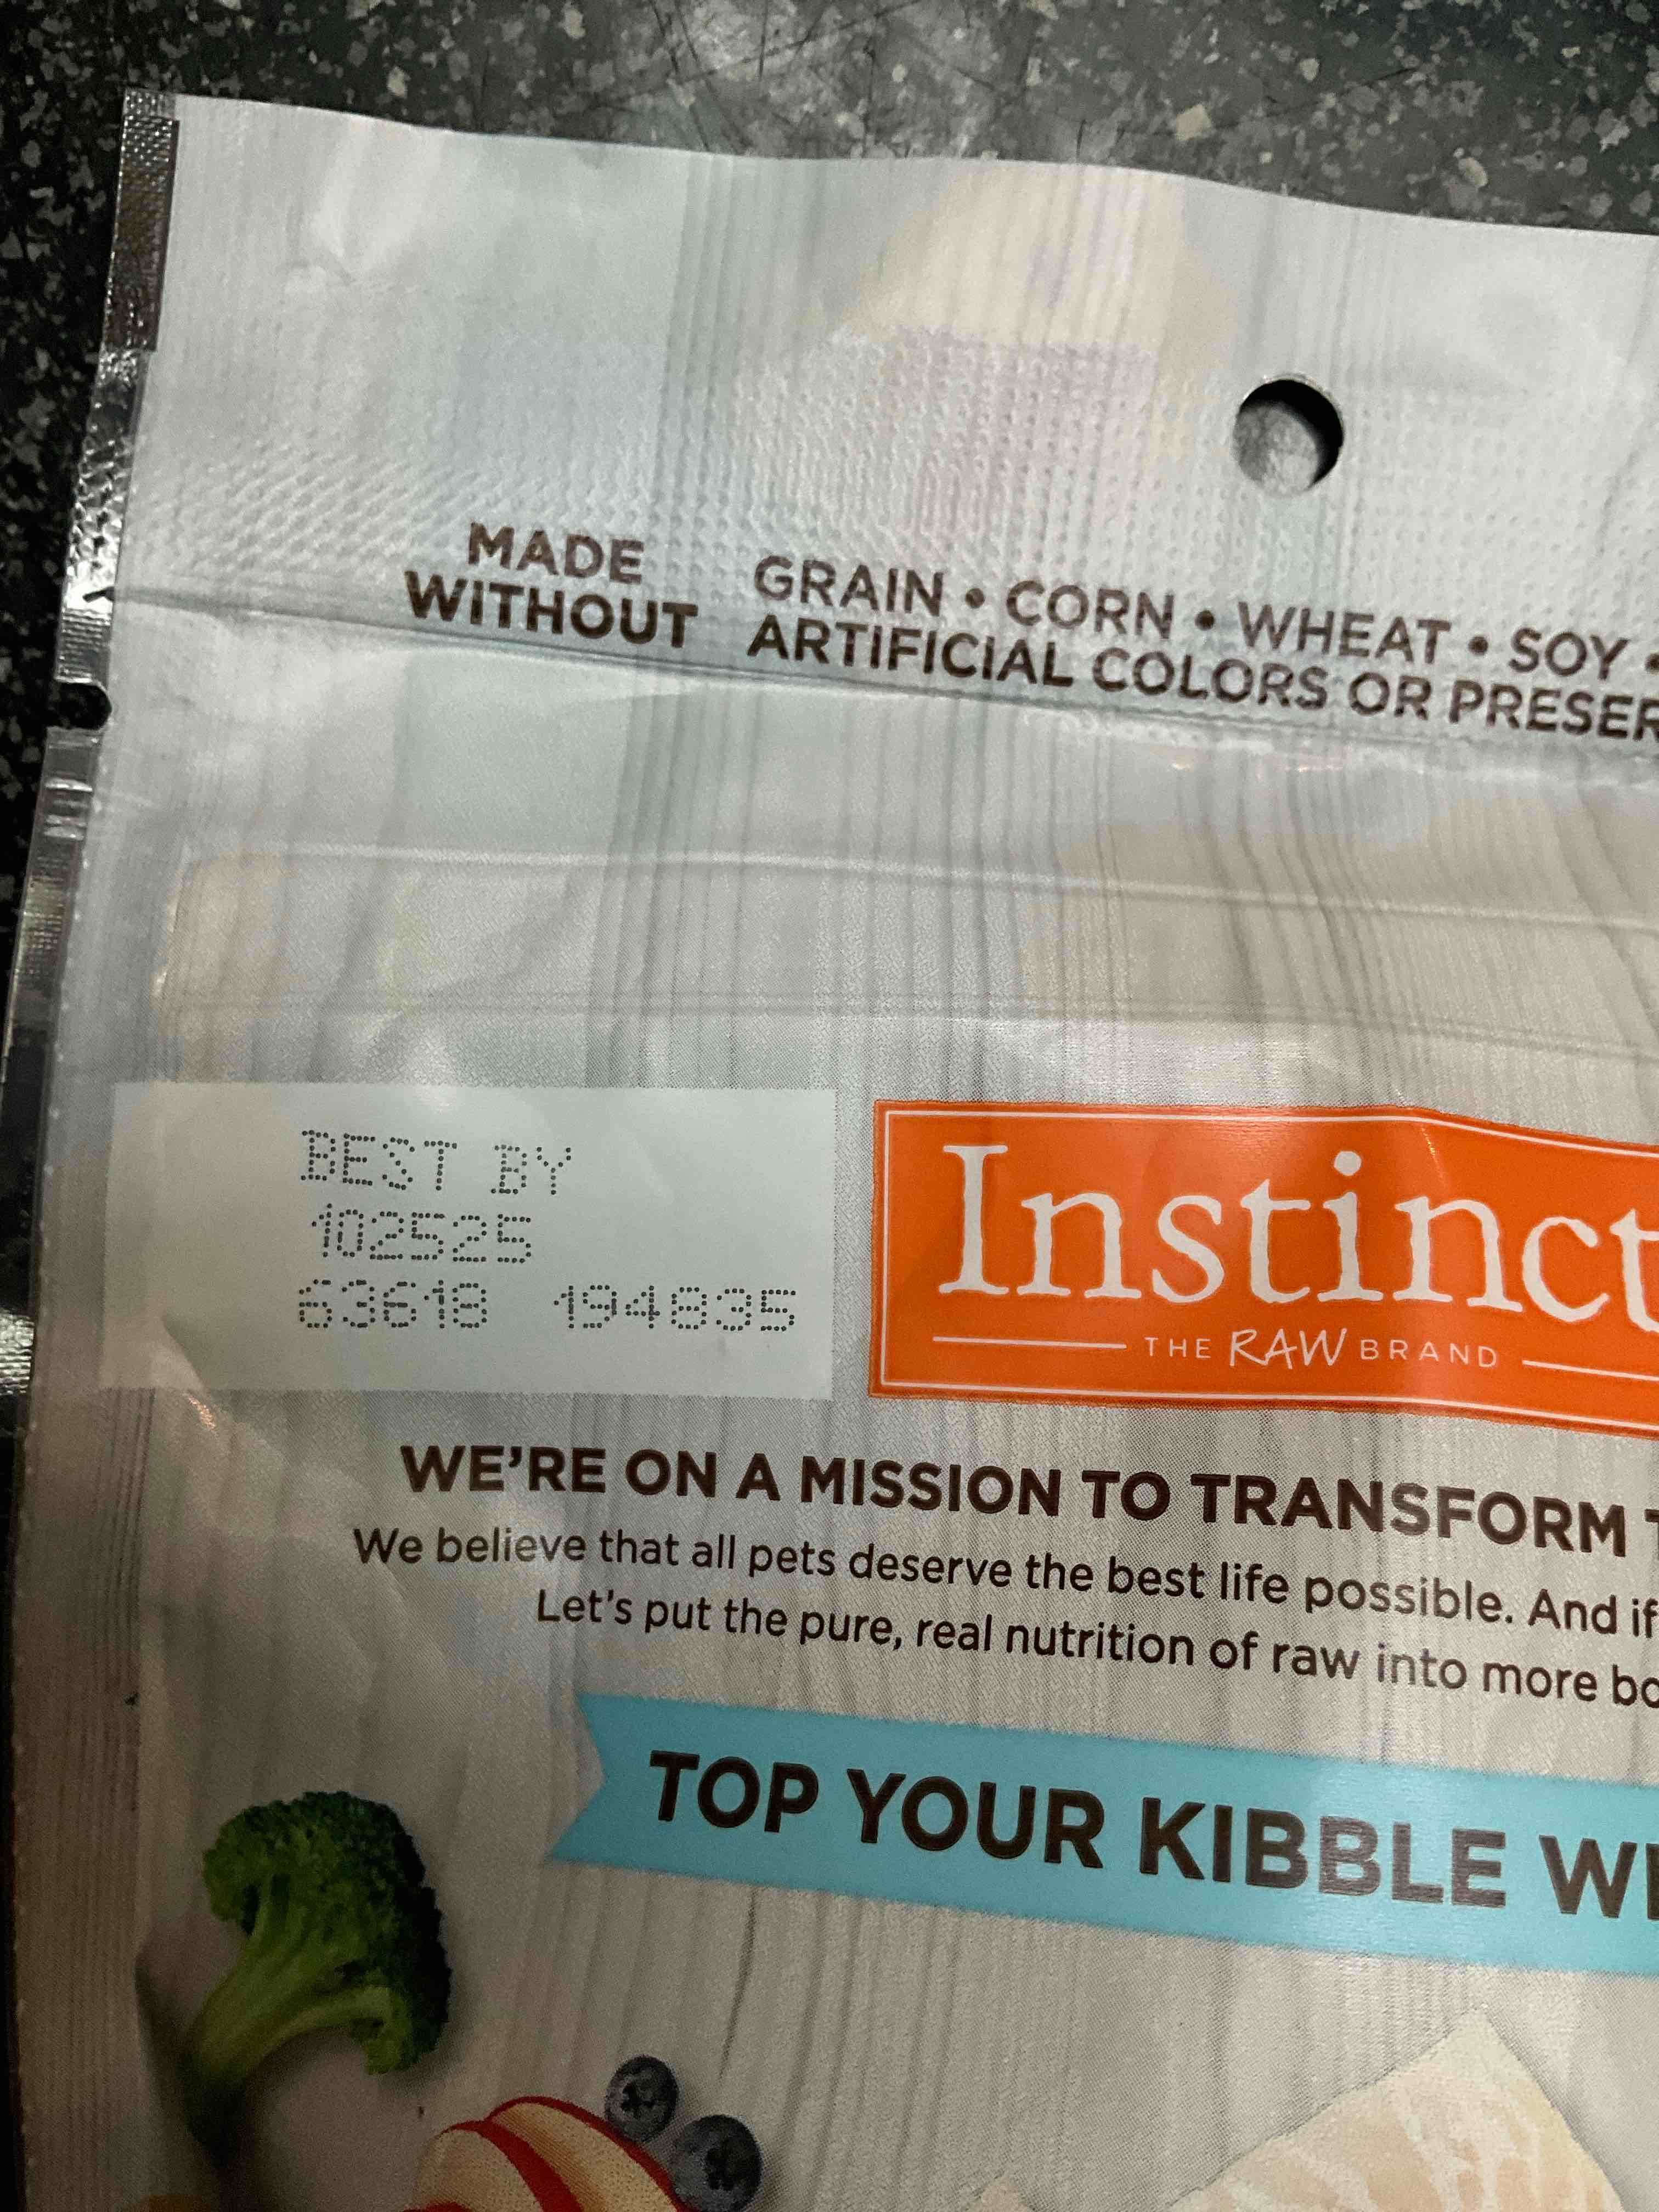 MADE
WITHOUT
GRAIN • CORN • WHEAT • SOY •
ARTIFICIAL COLORS OR PRESER
BEST BY
102525
63618 194835
Instinct
THE RAW BRAND
WE'RE ON A MISSION TO TRANSFORM T
We believe that all pets deserve the best life possible. And if
Let's put the pure, real nutrition of raw into more bo
TOP YOUR KIBBLE WI